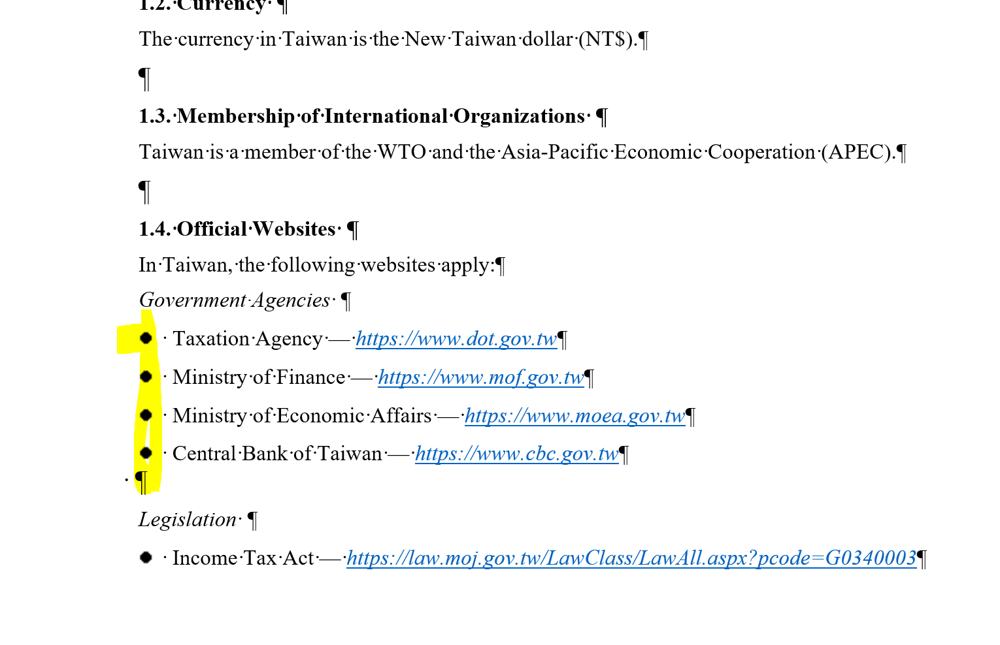 1.2. Currency ¶
The currency in Taiwan is the New Taiwan dollar (NT$).¶
¶
1.3. Membership of International Organizations ¶
Taiwan is a member of the WTO and the Asia-Pacific Economic Cooperation (APEC).¶
¶
1.4. Official Websites ¶
In Taiwan, the following websites apply:¶
Government Agencies ¶
● Taxation Agency — https://www.dot.gov.tw¶
● Ministry of Finance — https://www.mof.gov.tw¶
● Ministry of Economic Affairs — https://www.moea.gov.tw¶
● Central Bank of Taiwan — https://www.cbc.gov.tw¶
¶
Legislation ¶
● Income Tax Act — https://law.moj.gov.tw/LawClass/LawAll.aspx?pcode=G0340003¶